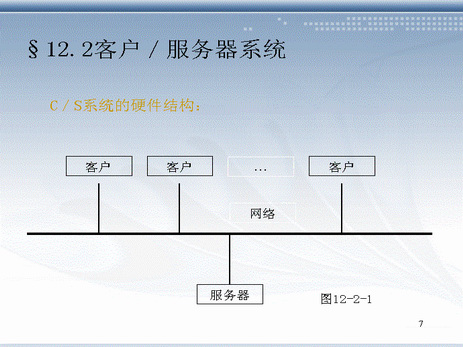 §12.2客户／服务器系统
C／S系统的硬件结构：
客户 客户 … 客户
网络
服务器
图12-2-1
7